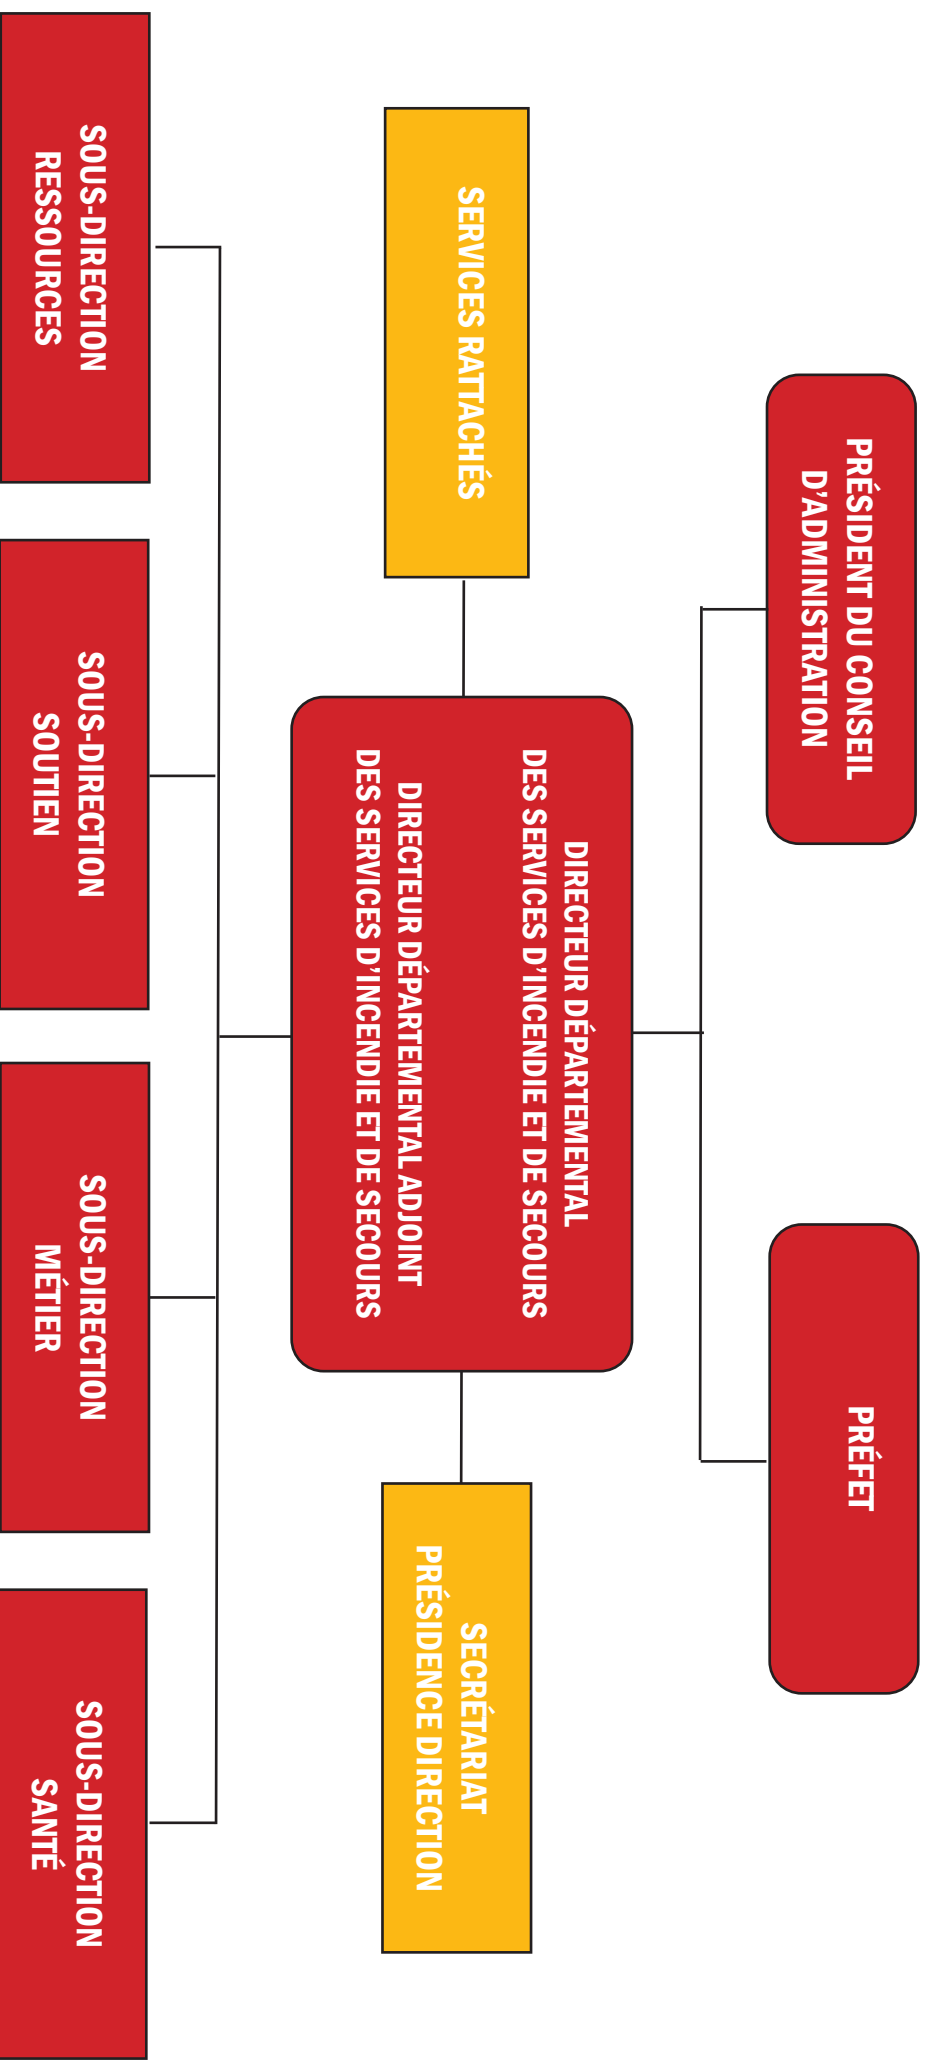 PRÉSIDENT DU CONSEIL
D'ADMINISTRATION
PRÉFET
SERVICES RATTACHÉS
DIRECTEUR DÉPARTEMENTAL
DES SERVICES D'INCENDIE ET DE SECOURS
DIRECTEUR DÉPARTEMENTAL ADJOINT
DES SERVICES D'INCENDIE ET DE SECOURS
SECRÉTARIAT
PRÉSIDENCE DIRECTION
SOUS-DIRECTION
RESSOURCES
SOUS-DIRECTION
SOUTIEN
SOUS-DIRECTION
MÉTIER
SOUS-DIRECTION
SANTÉ